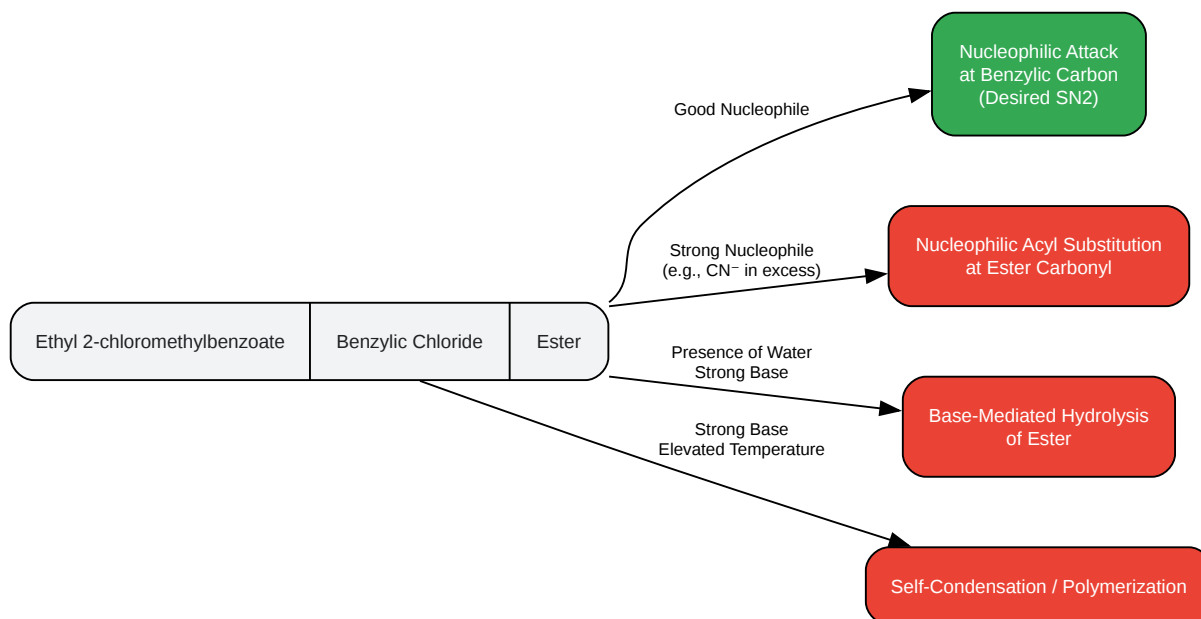 Nucleophilic Attack
at Benzylic Carbon
(Desired SN2)
Good Nucleophile
Nucleophilic Acyl Substitution
at Ester Carbonyl
Strong Nucleophile
(e.g., CN⁻ in excess)
Ethyl 2-chloromethylbenzoate
Benzylic Chloride
Ester
Presence of Water
Strong Base
Base-Mediated Hydrolysis
of Ester
Strong Base
Elevated Temperature
Self-Condensation / Polymerization